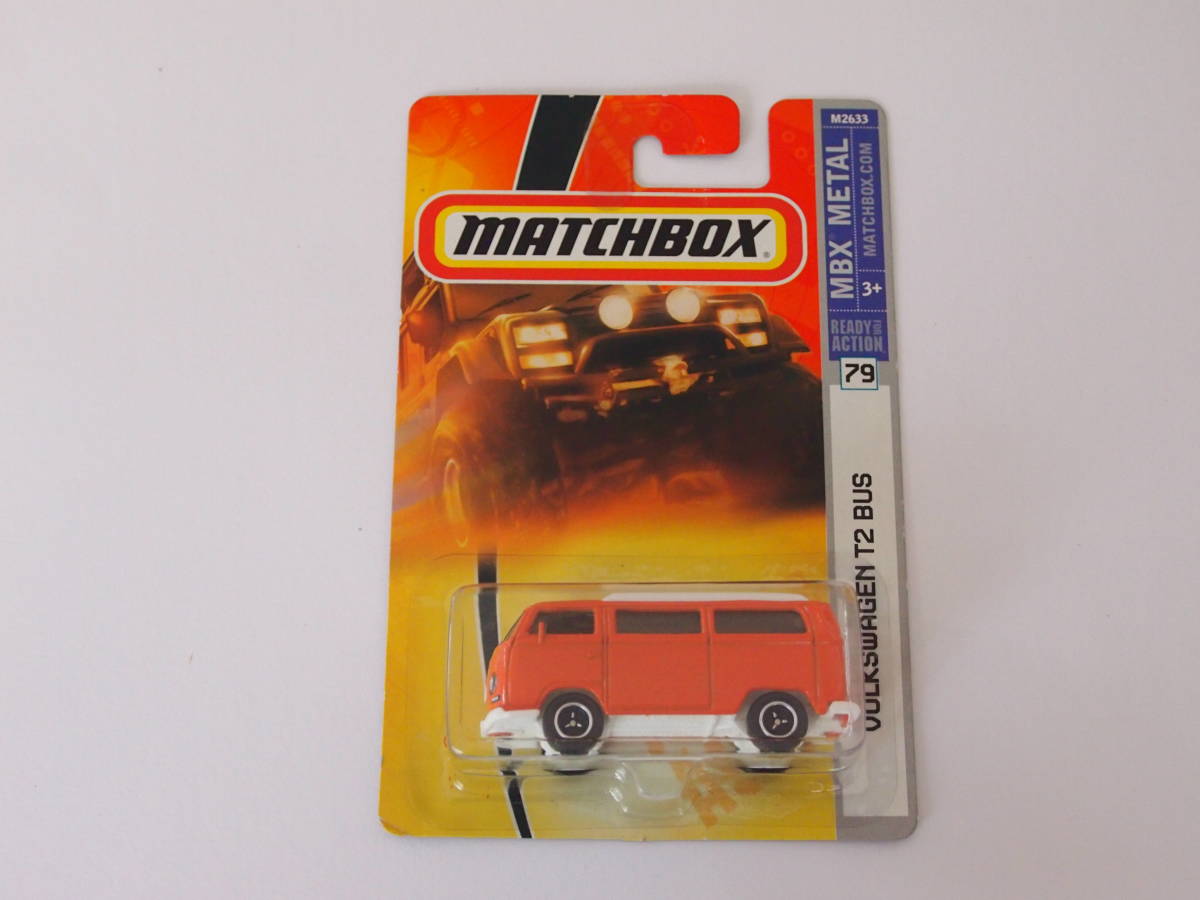 MATCHBOX®
M2633
MBX® METAL
MATCHBOX.COM
3+
READY FOR ACTION
79
VOLKSWAGEN T2 BUS